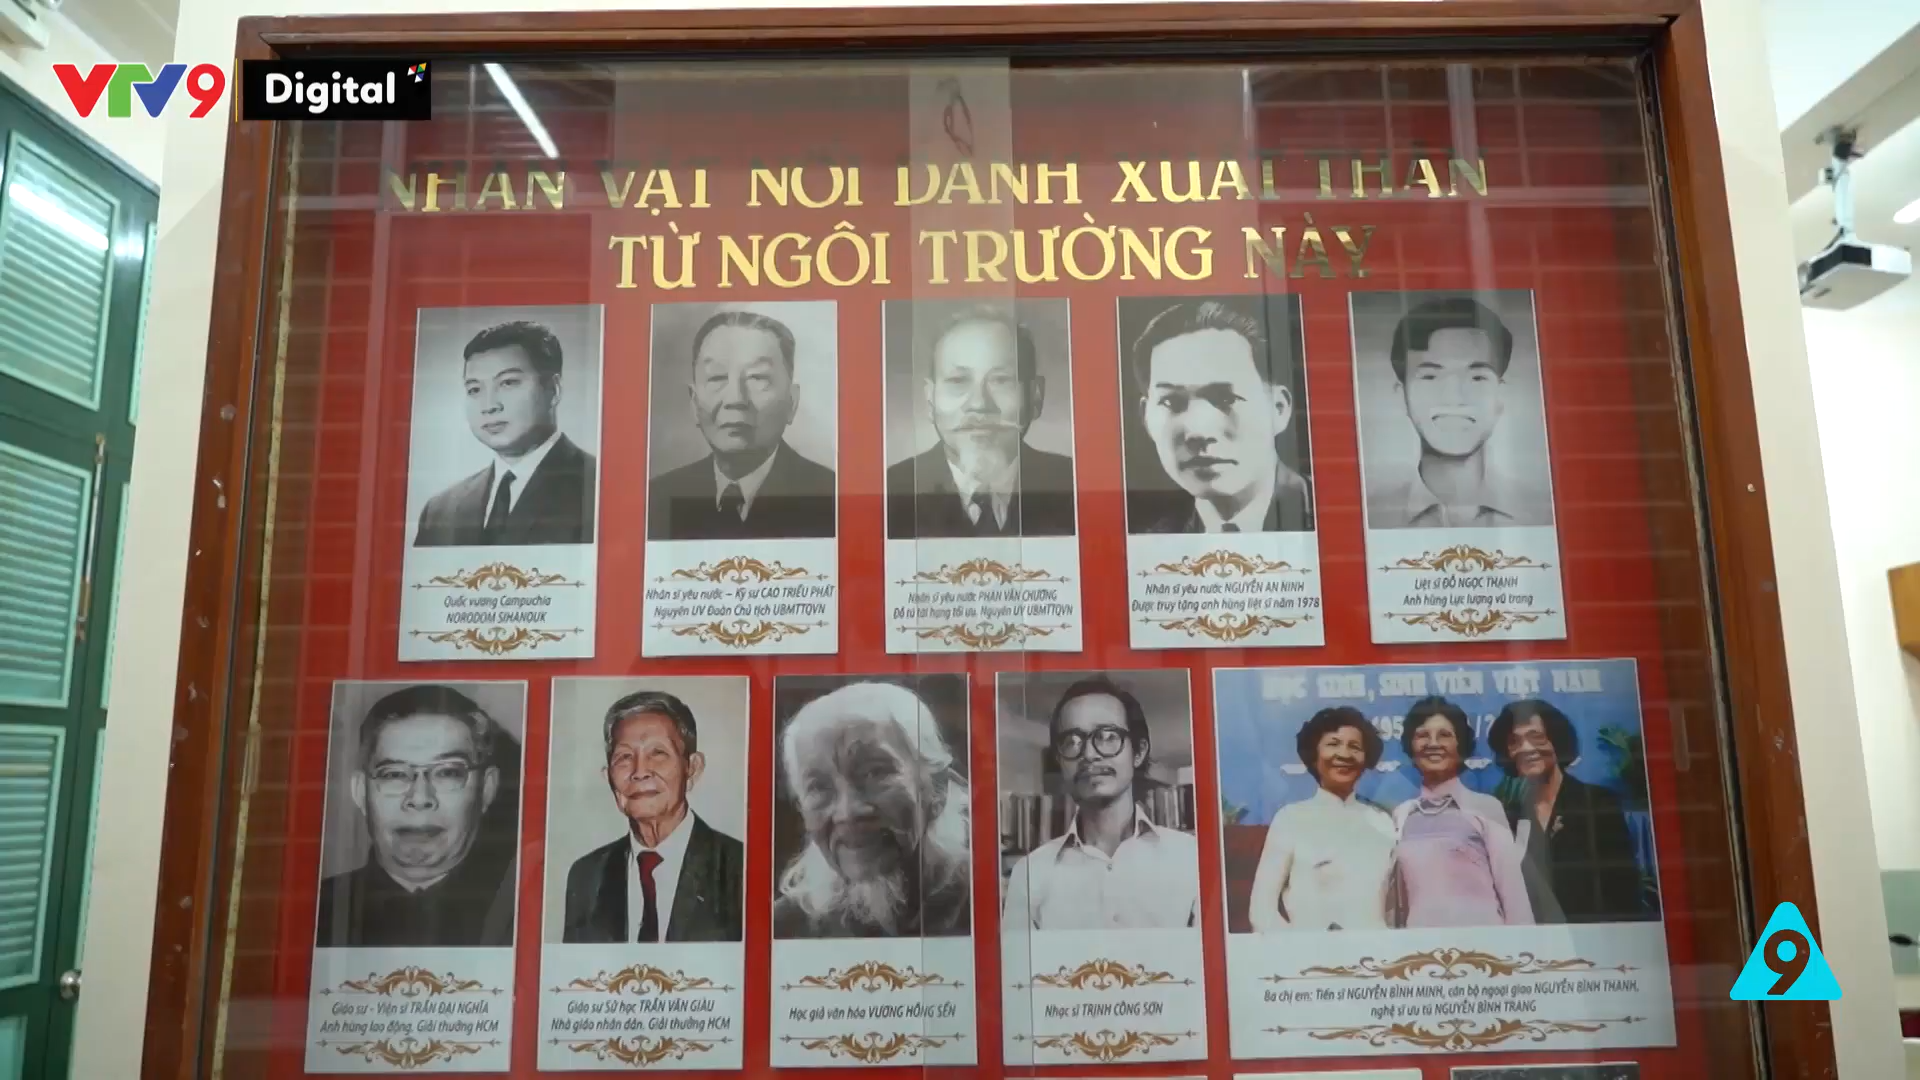 VTV9 Digital
NHÂN VẬT NỔI DANH XUẤT THÂN
TỪ NGÔI TRƯỜNG NÀY
Quốc vương Campuchia
NORODOM SIHANOUK
Nhân sĩ yêu nước – Kỹ sư CAO TRIỀU PHÁT
Nguyên UV Đoàn Chủ tịch UBMTTQVN
Nhân sĩ yêu nước PHAN VĂN CHƯƠNG
Đỗ tú tài hạng tối ưu. Nguyên UV UBMTTQVN
Nhân sĩ yêu nước NGUYỄN AN NINH
Được truy tặng anh hùng liệt sĩ năm 1978
Liệt sĩ ĐỖ NGỌC THẠNH
Anh hùng Lực lượng vũ trang
HỌC SINH, SINH VIÊN VIỆT NAM
Giáo sư - Viện sĩ TRẦN ĐẠI NGHĨA
Anh hùng lao động. Giải thưởng HCM
Giáo sư Sử học TRẦN VĂN GIÀU
Nhà giáo nhân dân. Giải thưởng HCM
Học giả văn hóa VƯƠNG HỒNG SỂN
Nhạc sĩ TRỊNH CÔNG SƠN
Ba chị em: Tiến sĩ NGUYỄN BÌNH MINH, cán bộ ngoại giao NGUYỄN BÌNH THANH,
nghệ sĩ ưu tú NGUYỄN BÌNH TRANG
9